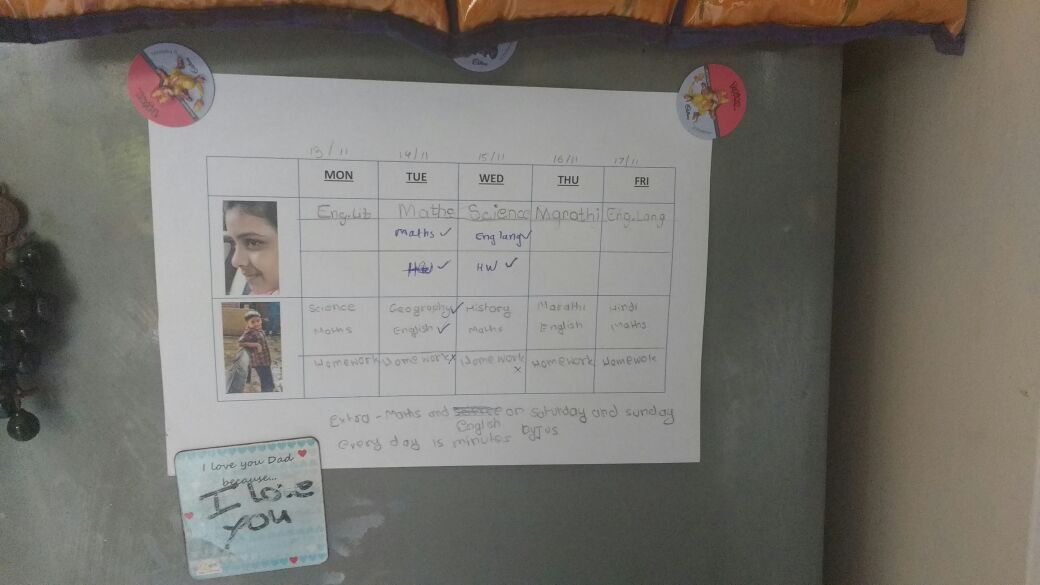 13/11 14/11 15/11 16/11 17/11
MON TUE WED THU FRI
Eng.Lit Maths Science Marathi Eng.Lang
Maths ✓ Eng lang ✓
HW ✓ HW ✓
Science Geography ✓ History Marathi Hindi
Maths English ✓ Maths English Maths
Homework Homework x Homework x Homework Homewok
Extra - Maths and Science on Saturday and sunday
English
Every day 15 minutes byjus
I love you Dad
because...
I love
you